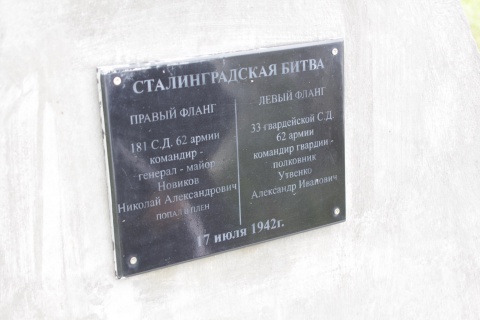 СТАЛИНГРАДСКАЯ БИТВА
ПРАВЫЙ ФЛАНГ
181 С.Д. 62 армии
командир -
генерал - майор
Новиков
Николай Александрович
ПОПАЛ В ПЛЕН
ЛЕВЫЙ ФЛАНГ
33 гвардейской С.Д.
62 армии
командир гвардии -
полковник
Утвенко
Александр Иванович
17 июля 1942г.